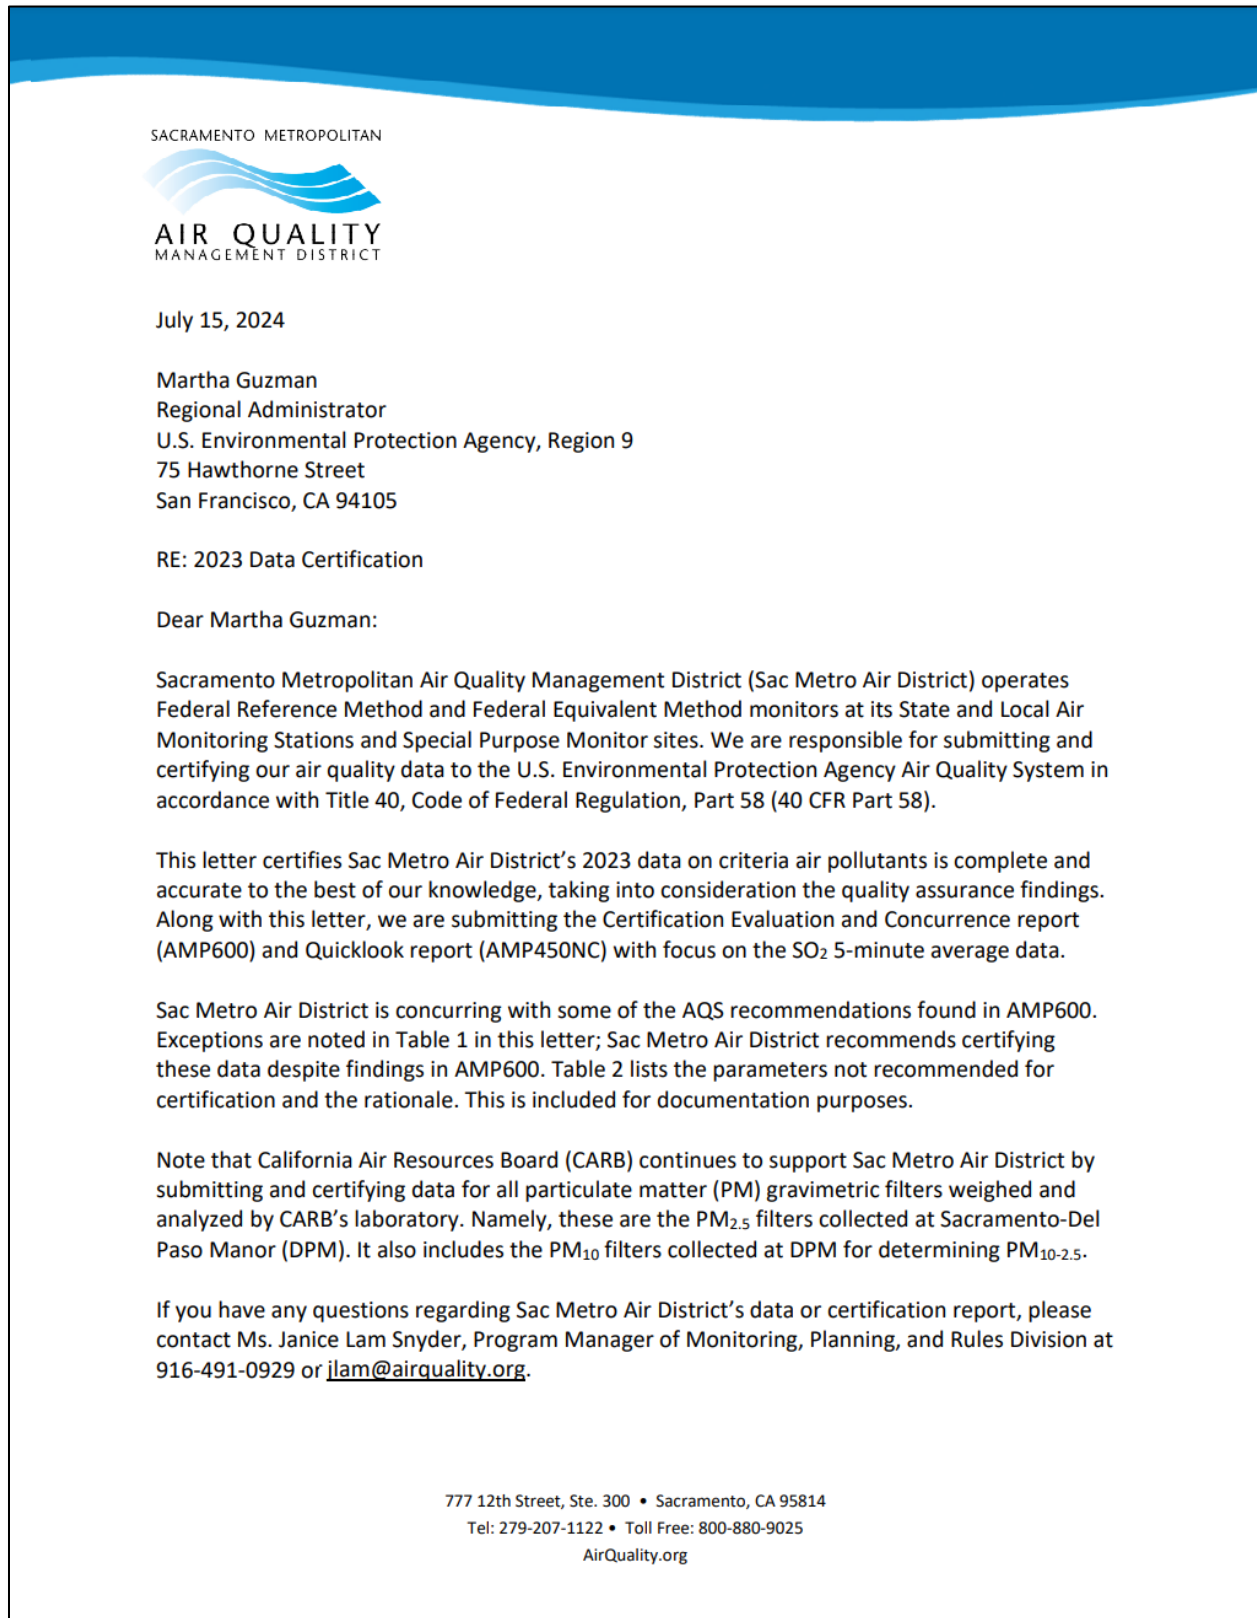 SACRAMENTO METROPOLITAN
AIR QUALITY
MANAGEMENT DISTRICT
July 15, 2024
Martha Guzman
Regional Administrator
U.S. Environmental Protection Agency, Region 9
75 Hawthorne Street
San Francisco, CA 94105
RE: 2023 Data Certification
Dear Martha Guzman:
Sacramento Metropolitan Air Quality Management District (Sac Metro Air District) operates
Federal Reference Method and Federal Equivalent Method monitors at its State and Local Air
Monitoring Stations and Special Purpose Monitor sites. We are responsible for submitting and
certifying our air quality data to the U.S. Environmental Protection Agency Air Quality System in
accordance with Title 40, Code of Federal Regulation, Part 58 (40 CFR Part 58).
This letter certifies Sac Metro Air District’s 2023 data on criteria air pollutants is complete and
accurate to the best of our knowledge, taking into consideration the quality assurance findings.
Along with this letter, we are submitting the Certification Evaluation and Concurrence report
(AMP600) and Quicklook report (AMP450NC) with focus on the SO₂ 5-minute average data.
Sac Metro Air District is concurring with some of the AQS recommendations found in AMP600.
Exceptions are noted in Table 1 in this letter; Sac Metro Air District recommends certifying
these data despite findings in AMP600. Table 2 lists the parameters not recommended for
certification and the rationale. This is included for documentation purposes.
Note that California Air Resources Board (CARB) continues to support Sac Metro Air District by
submitting and certifying data for all particulate matter (PM) gravimetric filters weighed and
analyzed by CARB’s laboratory. Namely, these are the PM₂.₅ filters collected at Sacramento-Del
Paso Manor (DPM). It also includes the PM₁₀ filters collected at DPM for determining PM₁₀₋₂.₅.
If you have any questions regarding Sac Metro Air District’s data or certification report, please
contact Ms. Janice Lam Snyder, Program Manager of Monitoring, Planning, and Rules Division at
916-491-0929 or jlam@airquality.org.
777 12th Street, Ste. 300 • Sacramento, CA 95814
Tel: 279-207-1122 • Toll Free: 800-880-9025
AirQuality.org